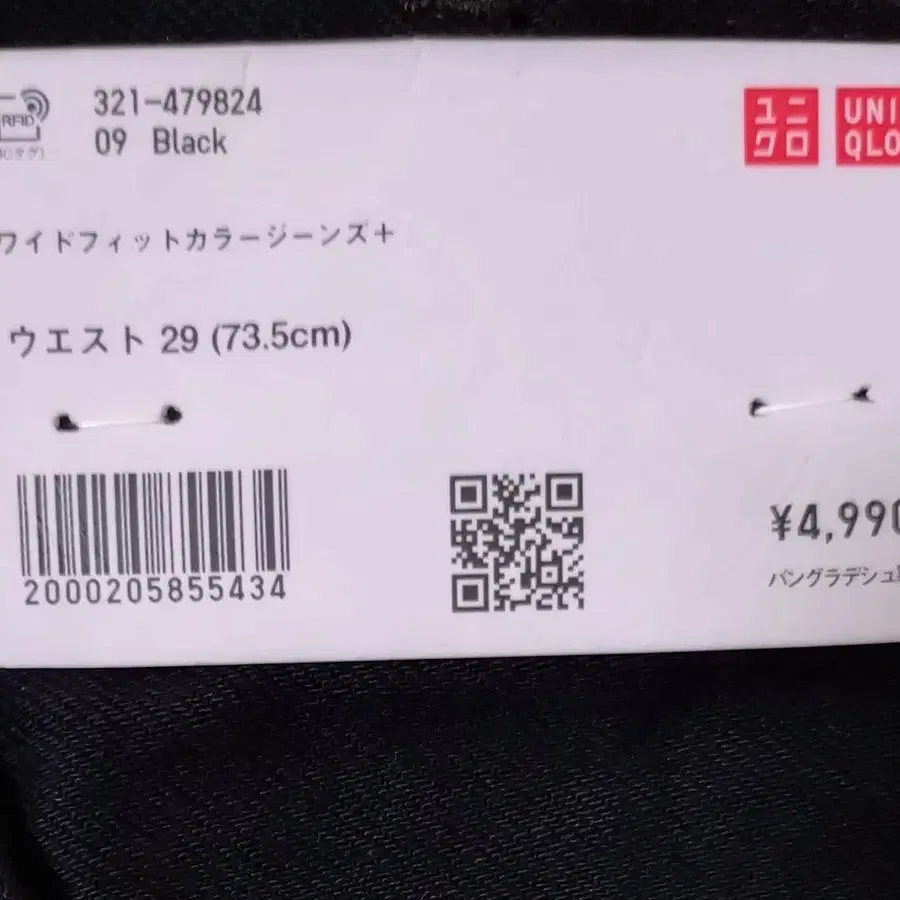 RFID
321-479824
09 Black
ユニクロ
UNI
QLO
ワイドフィットカラージーンズ+
ウエスト 29 (73.5cm)
2000205855434
¥4,990
バングラデシュ